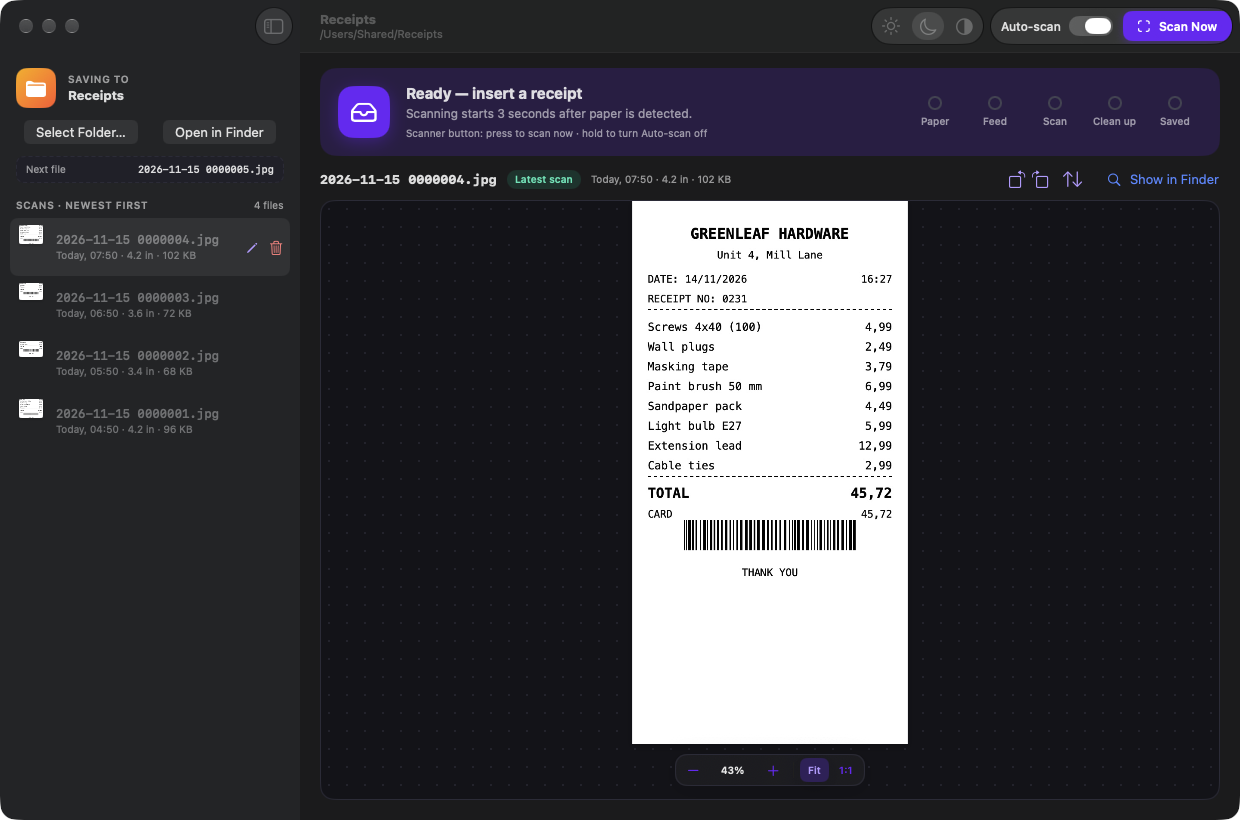 Receipts
/Users/Shared/Receipts
Auto-scan
Scan Now
SAVING TO
Receipts
Select Folder...
Open in Finder
Next file
2026-11-15 0000005.jpg
SCANS · NEWEST FIRST
4 files
2026-11-15 0000004.jpg
Today, 07:50 · 4.2 in · 102 KB
2026-11-15 0000003.jpg
Today, 06:50 · 3.6 in · 72 KB
2026-11-15 0000002.jpg
Today, 05:50 · 3.4 in · 68 KB
2026-11-15 0000001.jpg
Today, 04:50 · 4.2 in · 96 KB
Ready — insert a receipt
Scanning starts 3 seconds after paper is detected.
Scanner button: press to scan now · hold to turn Auto-scan off
Paper
Feed
Scan
Clean up
Saved
2026-11-15 0000004.jpg
Latest scan
Today, 07:50 · 4.2 in · 102 KB
Show in Finder
GREENLEAF HARDWARE
Unit 4, Mill Lane
DATE: 14/11/2026 16:27
RECEIPT NO: 0231
Screws 4x40 (100) 4,99
Wall plugs 2,49
Masking tape 3,79
Paint brush 50 mm 6,99
Sandpaper pack 4,49
Light bulb E27 5,99
Extension lead 12,99
Cable ties 2,99
TOTAL 45,72
CARD 45,72
THANK YOU
43%
Fit
1:1